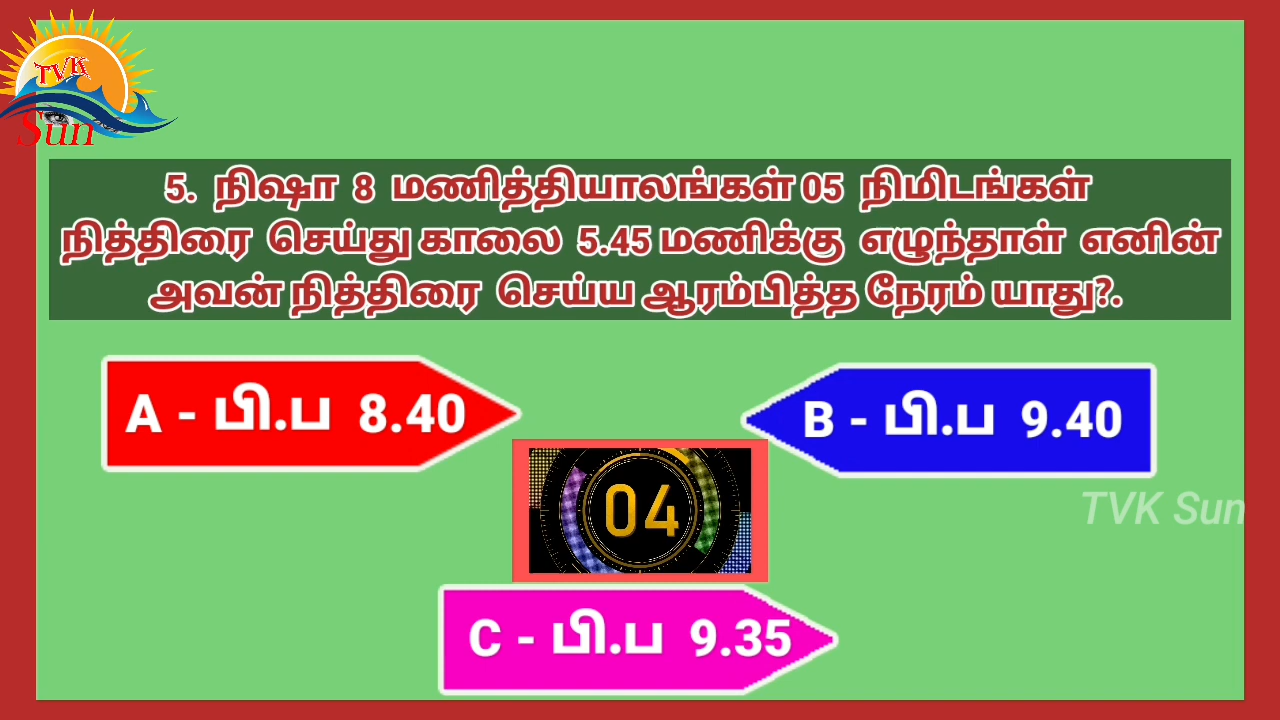 TVK
Sun
5. நிஷா 8 மணித்தியாலங்கள் 05 நிமிடங்கள்
நித்திரை செய்து காலை 5.45 மணிக்கு எழுந்தாள் எனின்
அவன் நித்திரை செய்ய ஆரம்பித்த நேரம் யாது?.
A - பி.ப 8.40
B - பி.ப 9.40
04
TVK Sun
C - பி.ப 9.35